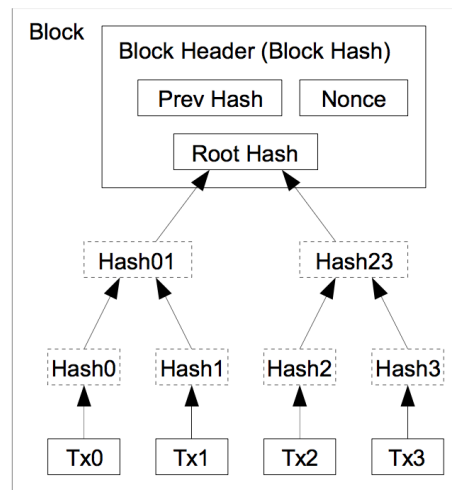 Block
Block Header (Block Hash)
Prev Hash
Nonce
Root Hash
Hash01
Hash23
Hash0
Hash1
Hash2
Hash3
Tx0
Tx1
Tx2
Tx3